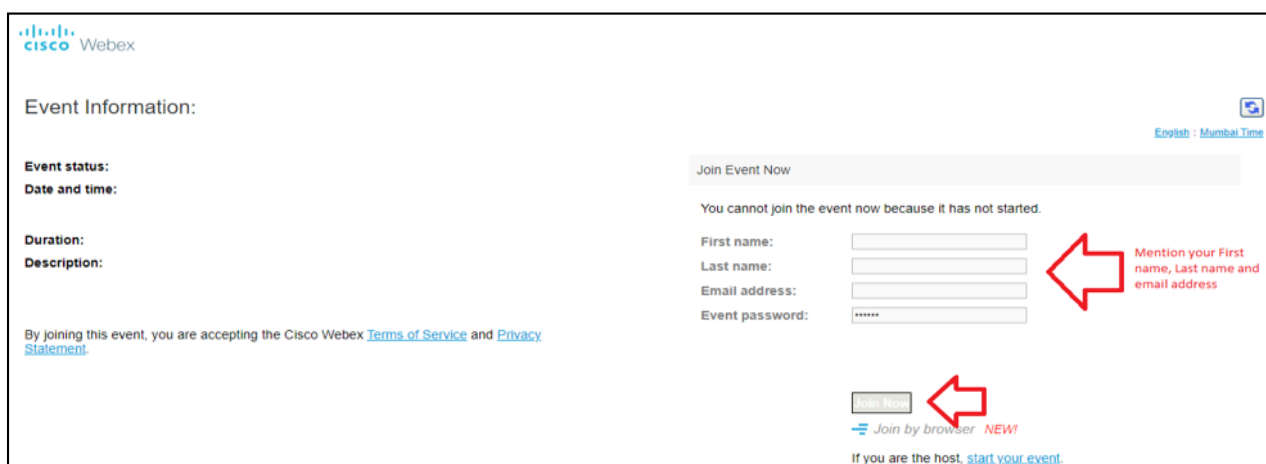 CISCO Webex
Event Information:
English : Mumbai Time
Event status:
Date and time:
Duration:
Description:
By joining this event, you are accepting the Cisco Webex Terms of Service and Privacy
Statement.
Join Event Now
You cannot join the event now because it has not started.
First name:
Last name:
Email address:
Event password: ••••••
Mention your First
name, Last name and
email address
Join Now
Join by browser NEW!
If you are the host, start your event.